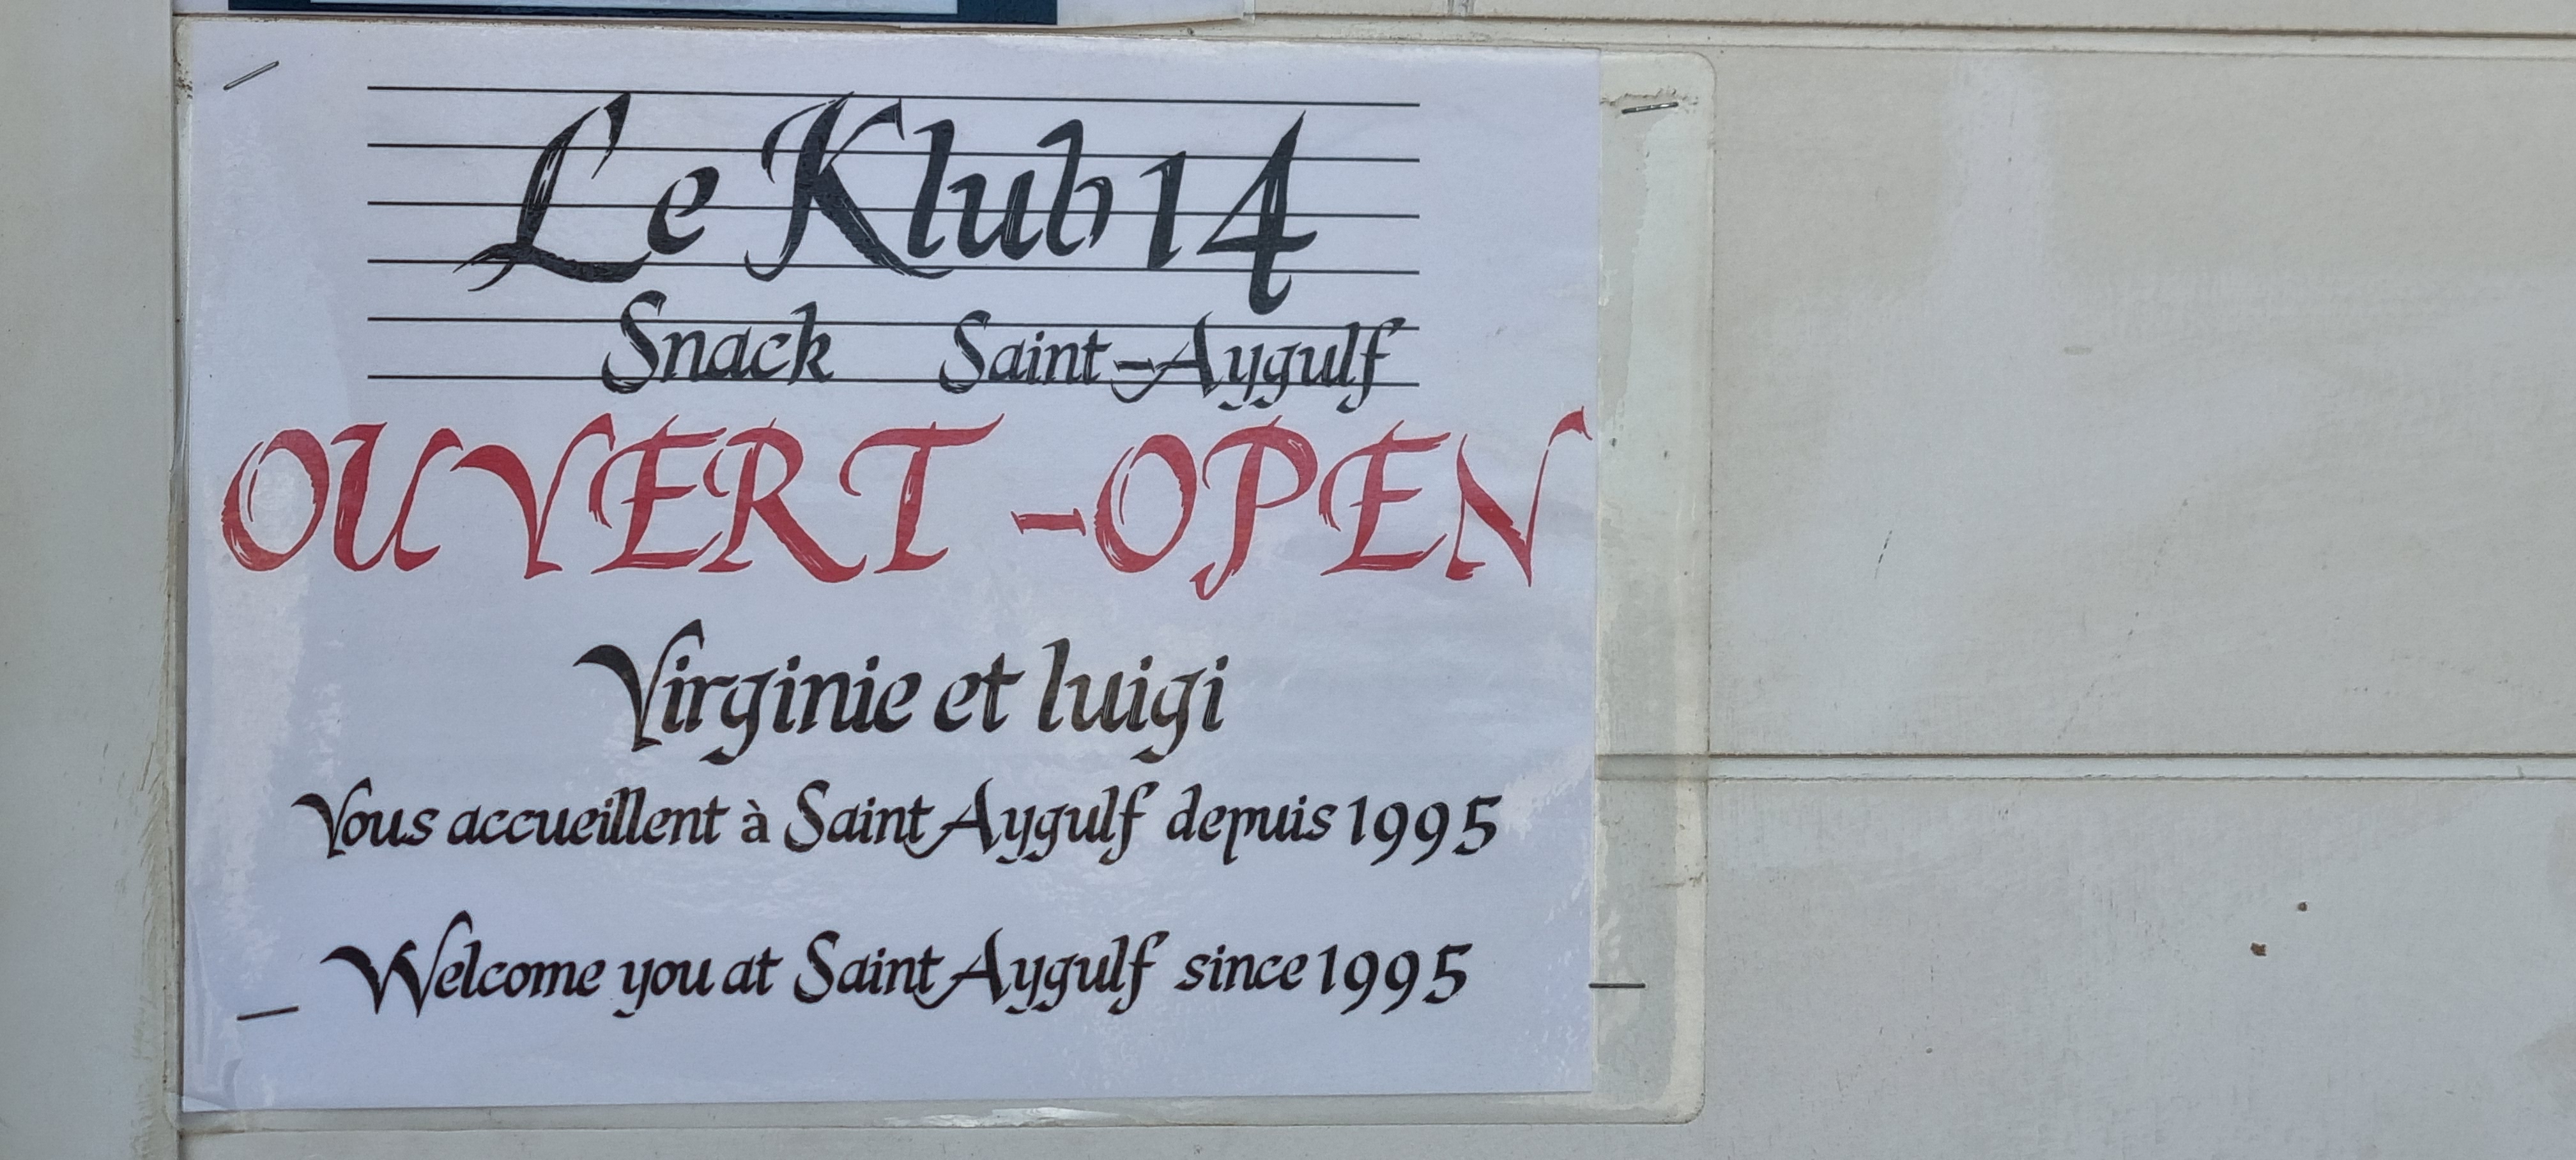 Le Klub 14
Snack Saint-Aygulf
OUVERT - OPEN
Virginie et luigi
Vous accueillent à Saint Aygulf depuis 1995
Welcome you at Saint Aygulf since 1995